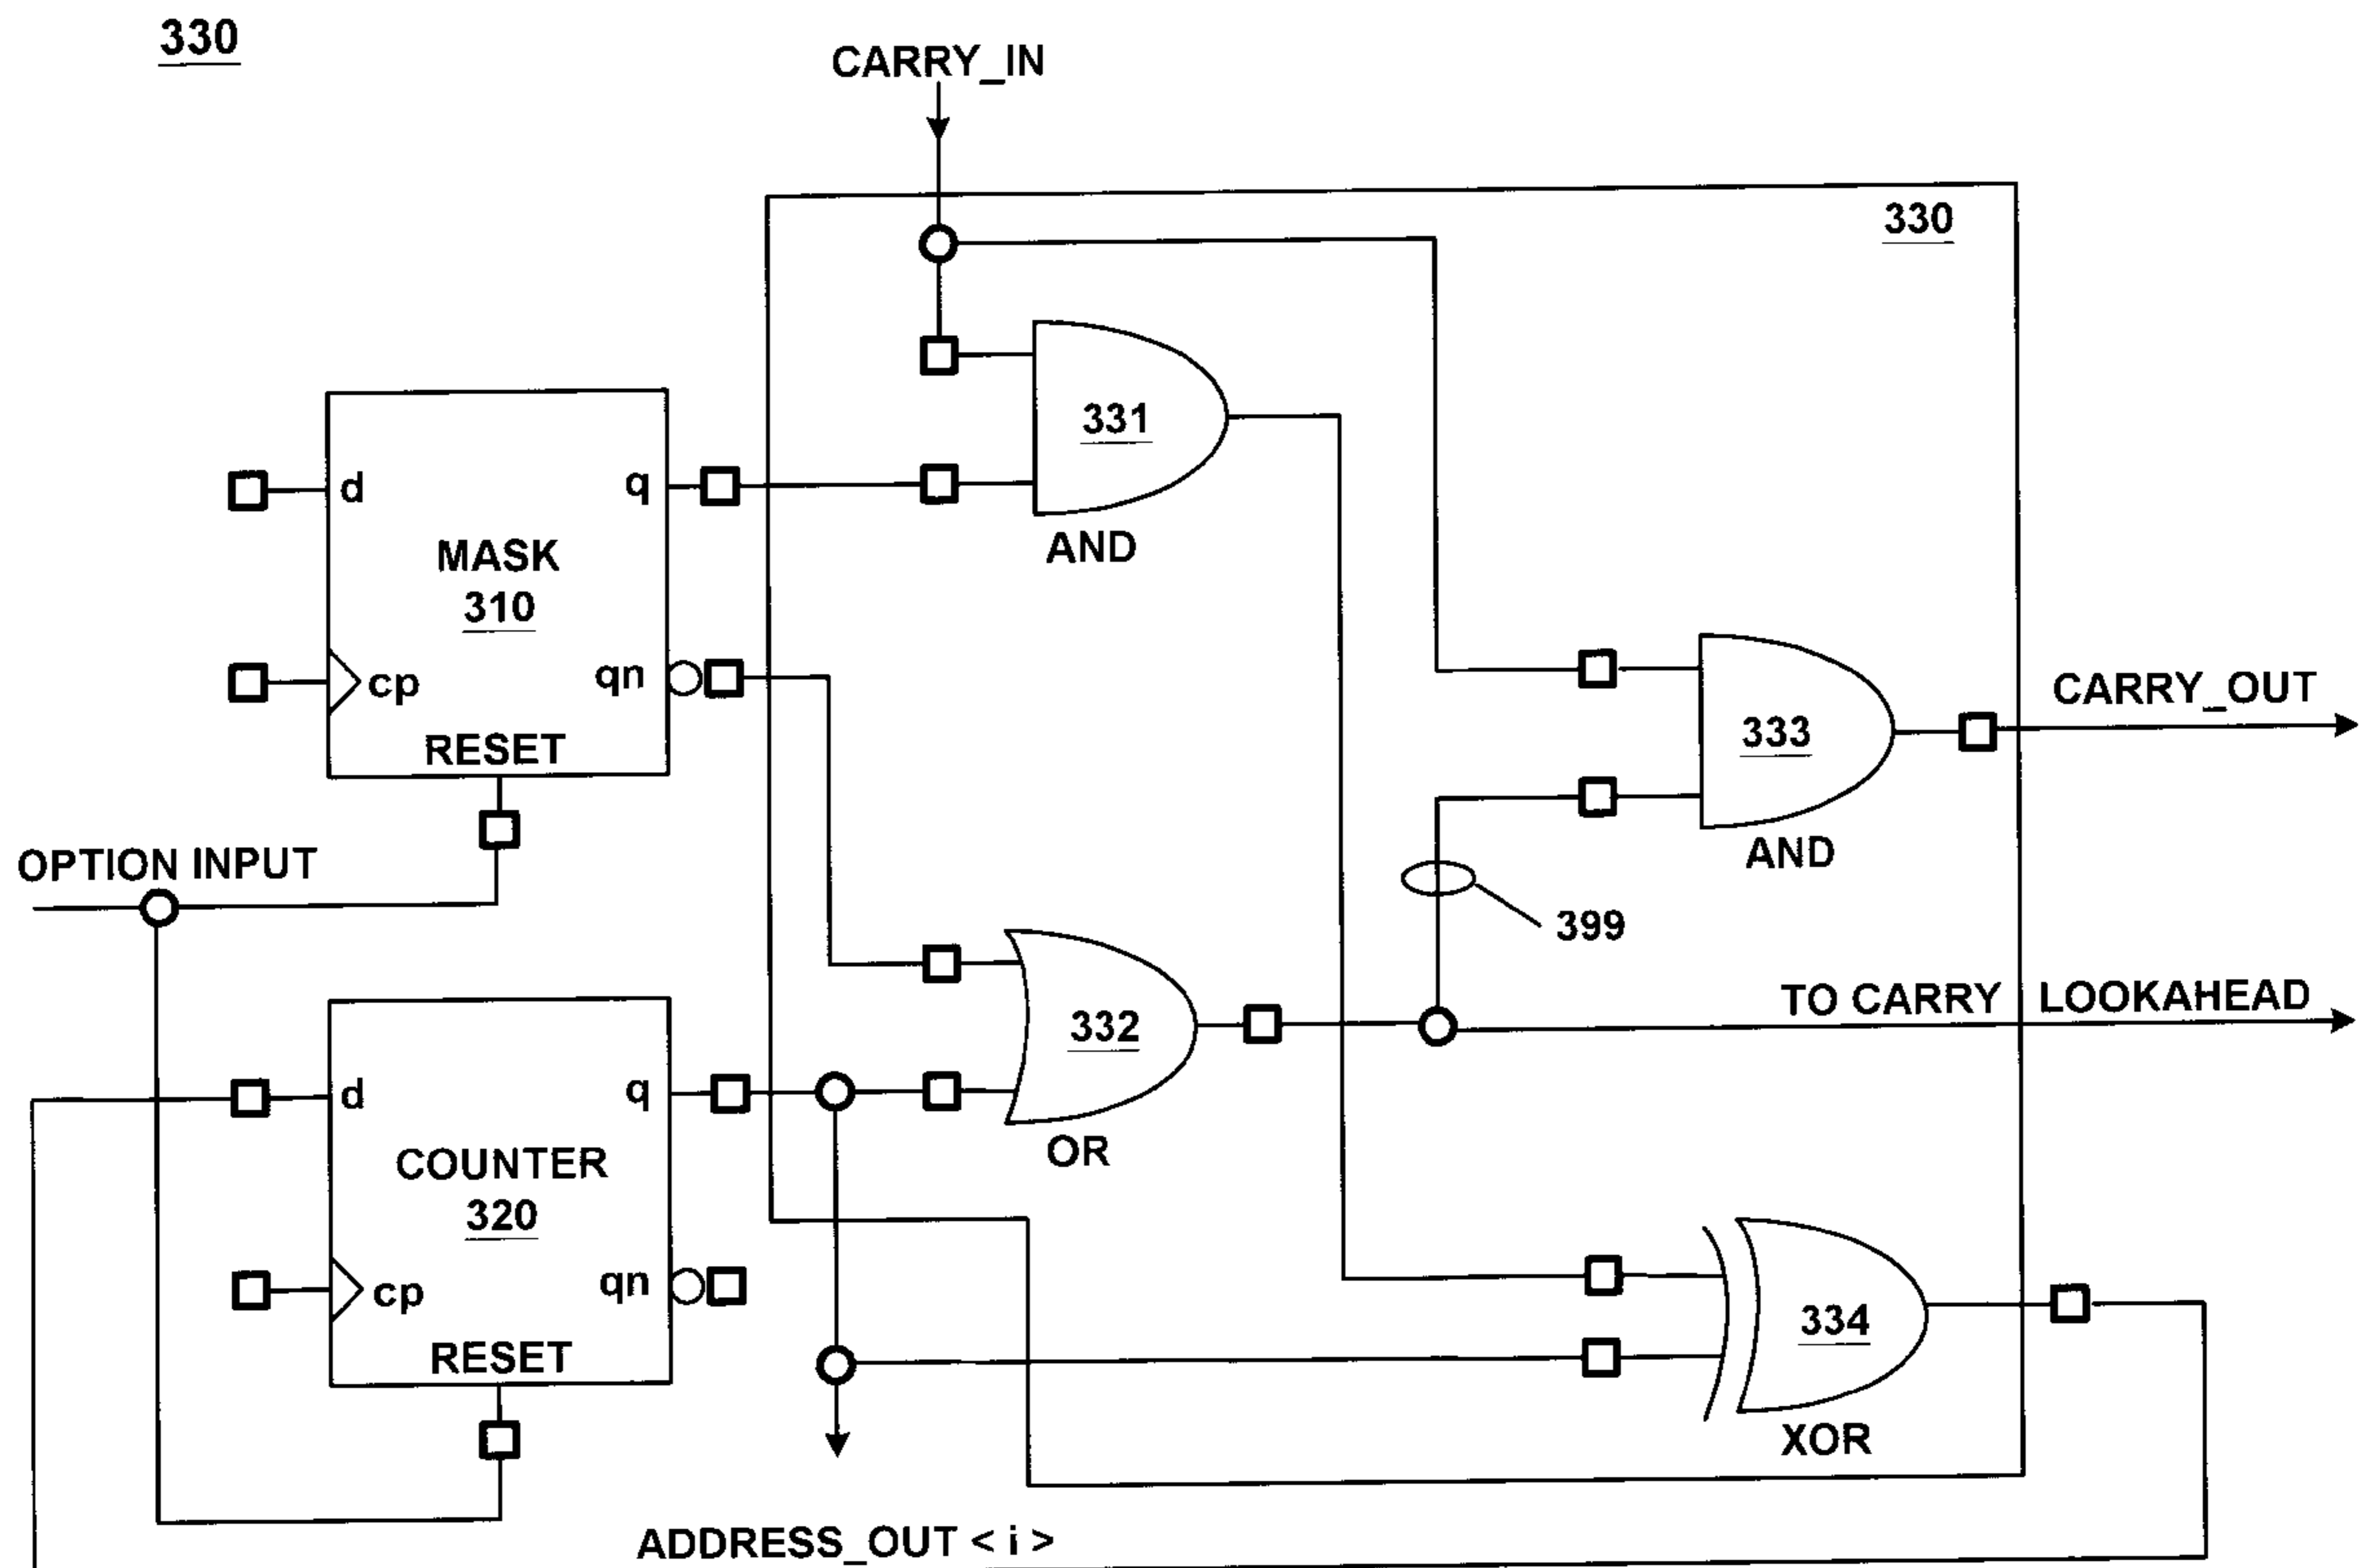 330
CARRY_IN
330
331
AND
d
q
MASK
310
qn
cp
RESET
333
CARRY_OUT
AND
OPTION INPUT
399
332
TO CARRY LOOKAHEAD
OR
d
q
COUNTER
320
qn
cp
RESET
334
XOR
ADDRESS_OUT < i >